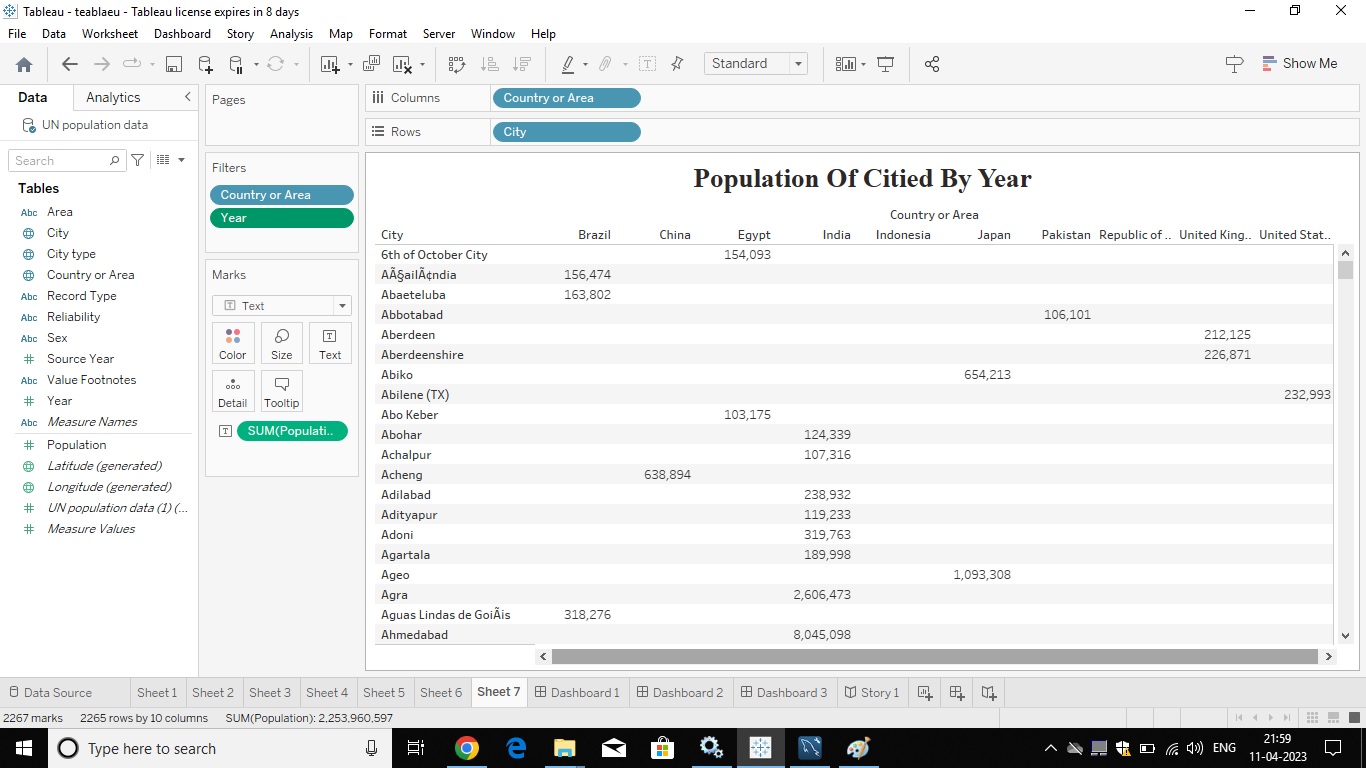 Tableau - teablaeu - Tableau license expires in 8 days
File Data Worksheet Dashboard Story Analysis Map Format Server Window Help
Standard
Show Me
Data Analytics
UN population data
Search
Tables
Abc Area
City
City type
Country or Area
Abc Record Type
Abc Reliability
Abc Sex
Source Year
Abc Value Footnotes
Year
Abc Measure Names
Population
Latitude (generated)
Longitude (generated)
UN population data (1) (...
Measure Values
Pages
Filters
Country or Area
Year
Marks
Text
Color Size Text
Detail Tooltip
SUM(Populati..
Columns Country or Area
Rows City
Population Of Citied By Year
Country or Area
City Brazil China Egypt India Indonesia Japan Pakistan Republic of .. United King.. United Stat..
6th of October City 154,093
AÃ§ailÃ¢ndia 156,474
Abaeteluba 163,802
Abbotabad 106,101
Aberdeen 212,125
Aberdeenshire 226,871
Abiko 654,213
Abilene (TX) 232,993
Abo Keber 103,175
Abohar 124,339
Achalpur 107,316
Acheng 638,894
Adilabad 238,932
Adityapur 119,233
Adoni 319,763
Agartala 189,998
Ageo 1,093,308
Agra 2,606,473
Aguas Lindas de GoiÃis 318,276
Ahmedabad 8,045,098
Data Source Sheet 1 Sheet 2 Sheet 3 Sheet 4 Sheet 5 Sheet 6 Sheet 7 Dashboard 1 Dashboard 2 Dashboard 3 Story 1
2267 marks 2265 rows by 10 columns SUM(Population): 2,253,960,597
Type here to search
ENG
21:59
11-04-2023